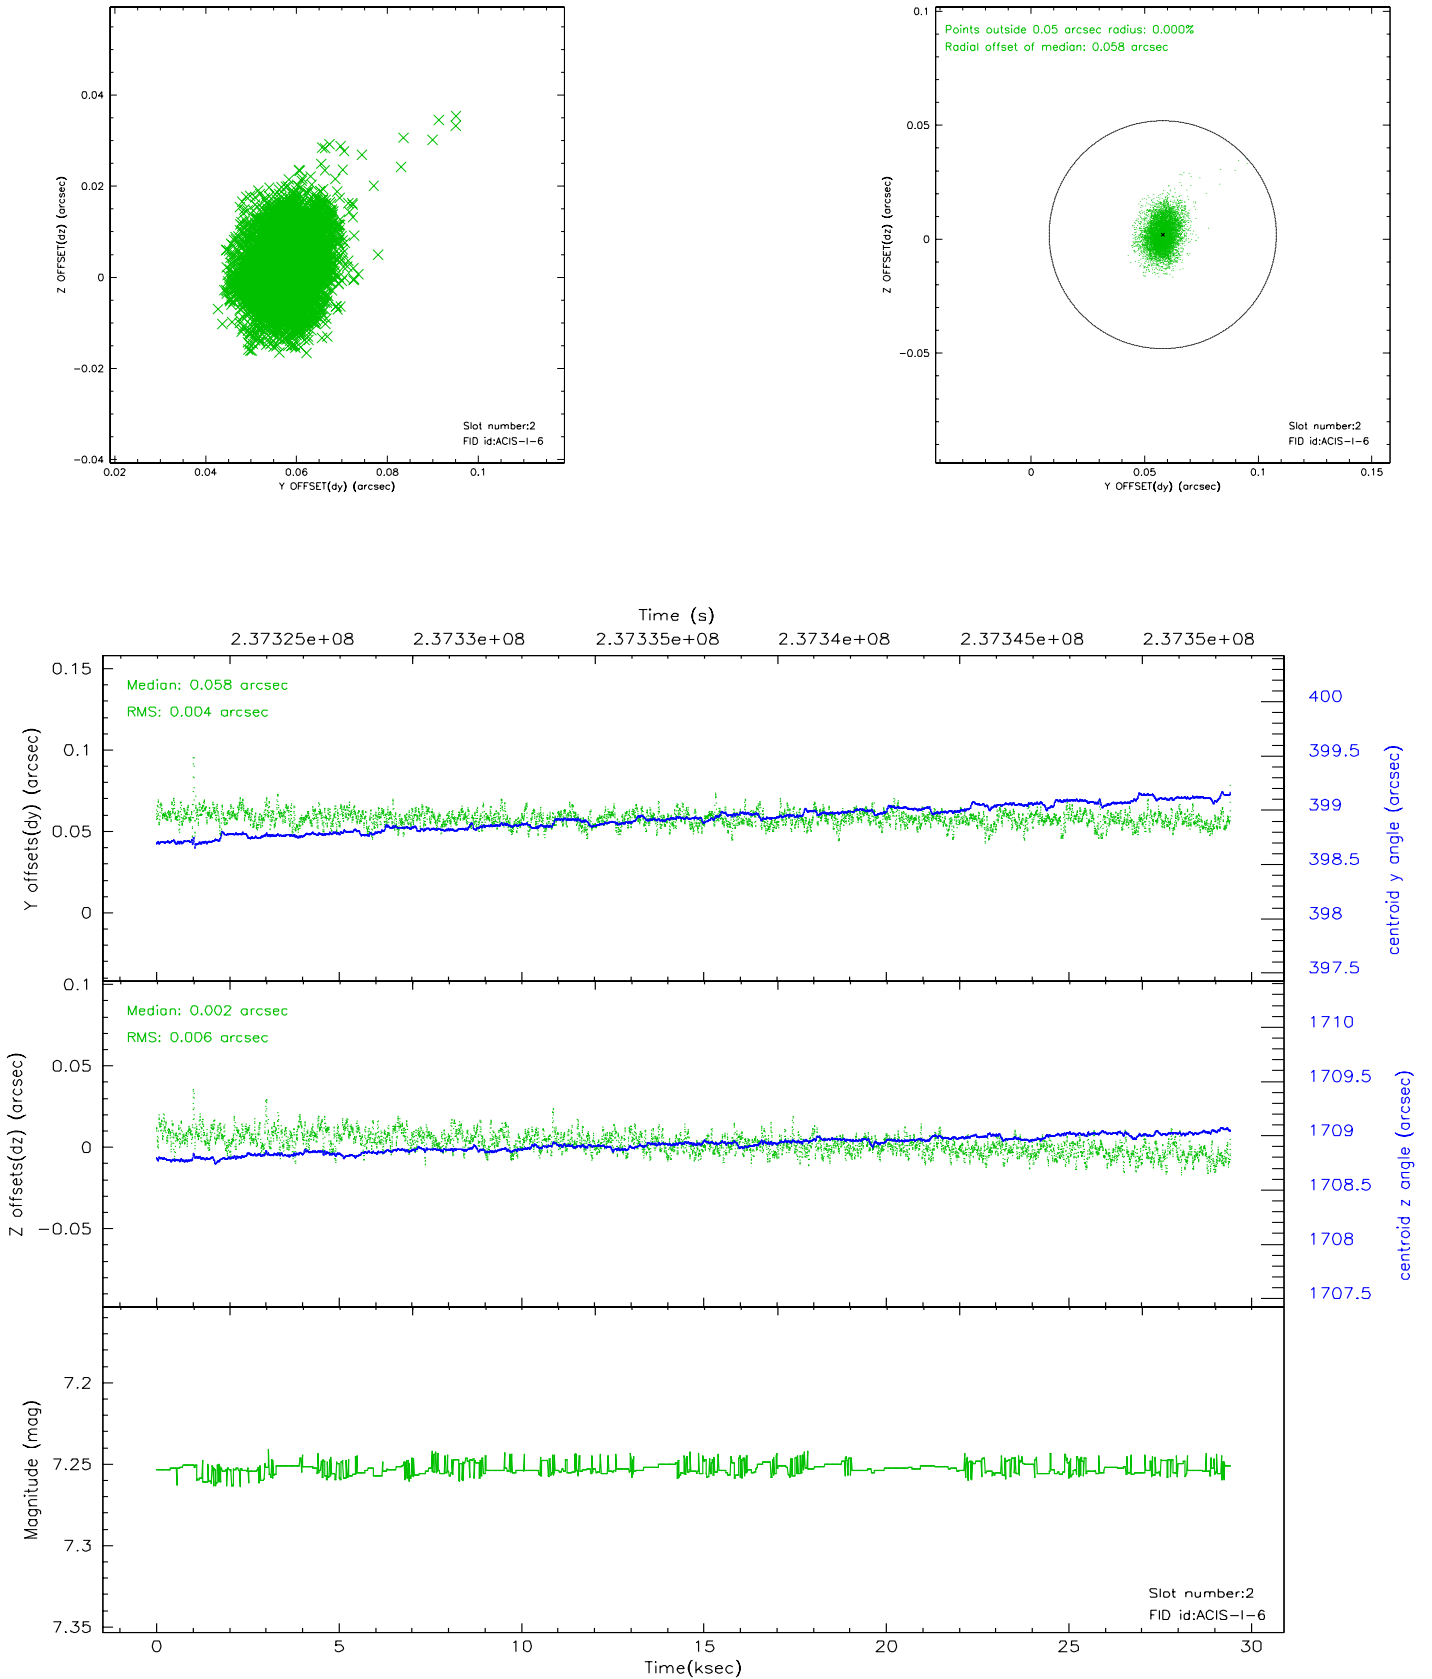 0.04
0.02
0
−0.02
−0.04
Z OFFSET(dz) (arcsec)
Slot number:2
FID id:ACIS−I−6
0.02 0.04 0.06 0.08 0.1
Y OFFSET(dy) (arcsec)
0.1
0.05
0
−0.05
Z OFFSET(dz) (arcsec)
Points outside 0.05 arcsec radius: 0.000%
Radial offset of median: 0.058 arcsec
Slot number:2
FID id:ACIS−I−6
0 0.05 0.1 0.15
Y OFFSET(dy) (arcsec)
Time (s)
2.37325e+08 2.3733e+08 2.37335e+08 2.3734e+08 2.37345e+08 2.3735e+08
0.15
0.1
0.05
0
Y offsets(dy) (arcsec)
Median: 0.058 arcsec
RMS: 0.004 arcsec
400
399.5
399
398.5
398
397.5
centroid y angle (arcsec)
0.1
0.05
0
−0.05
Z offsets(dz) (arcsec)
Median: 0.002 arcsec
RMS: 0.006 arcsec
1710
1709.5
1709
1708.5
1708
1707.5
centroid z angle (arcsec)
7.2
7.25
7.3
7.35
Magnitude (mag)
Slot number:2
FID id:ACIS−I−6
0 5 10 15 20 25 30
Time(ksec)